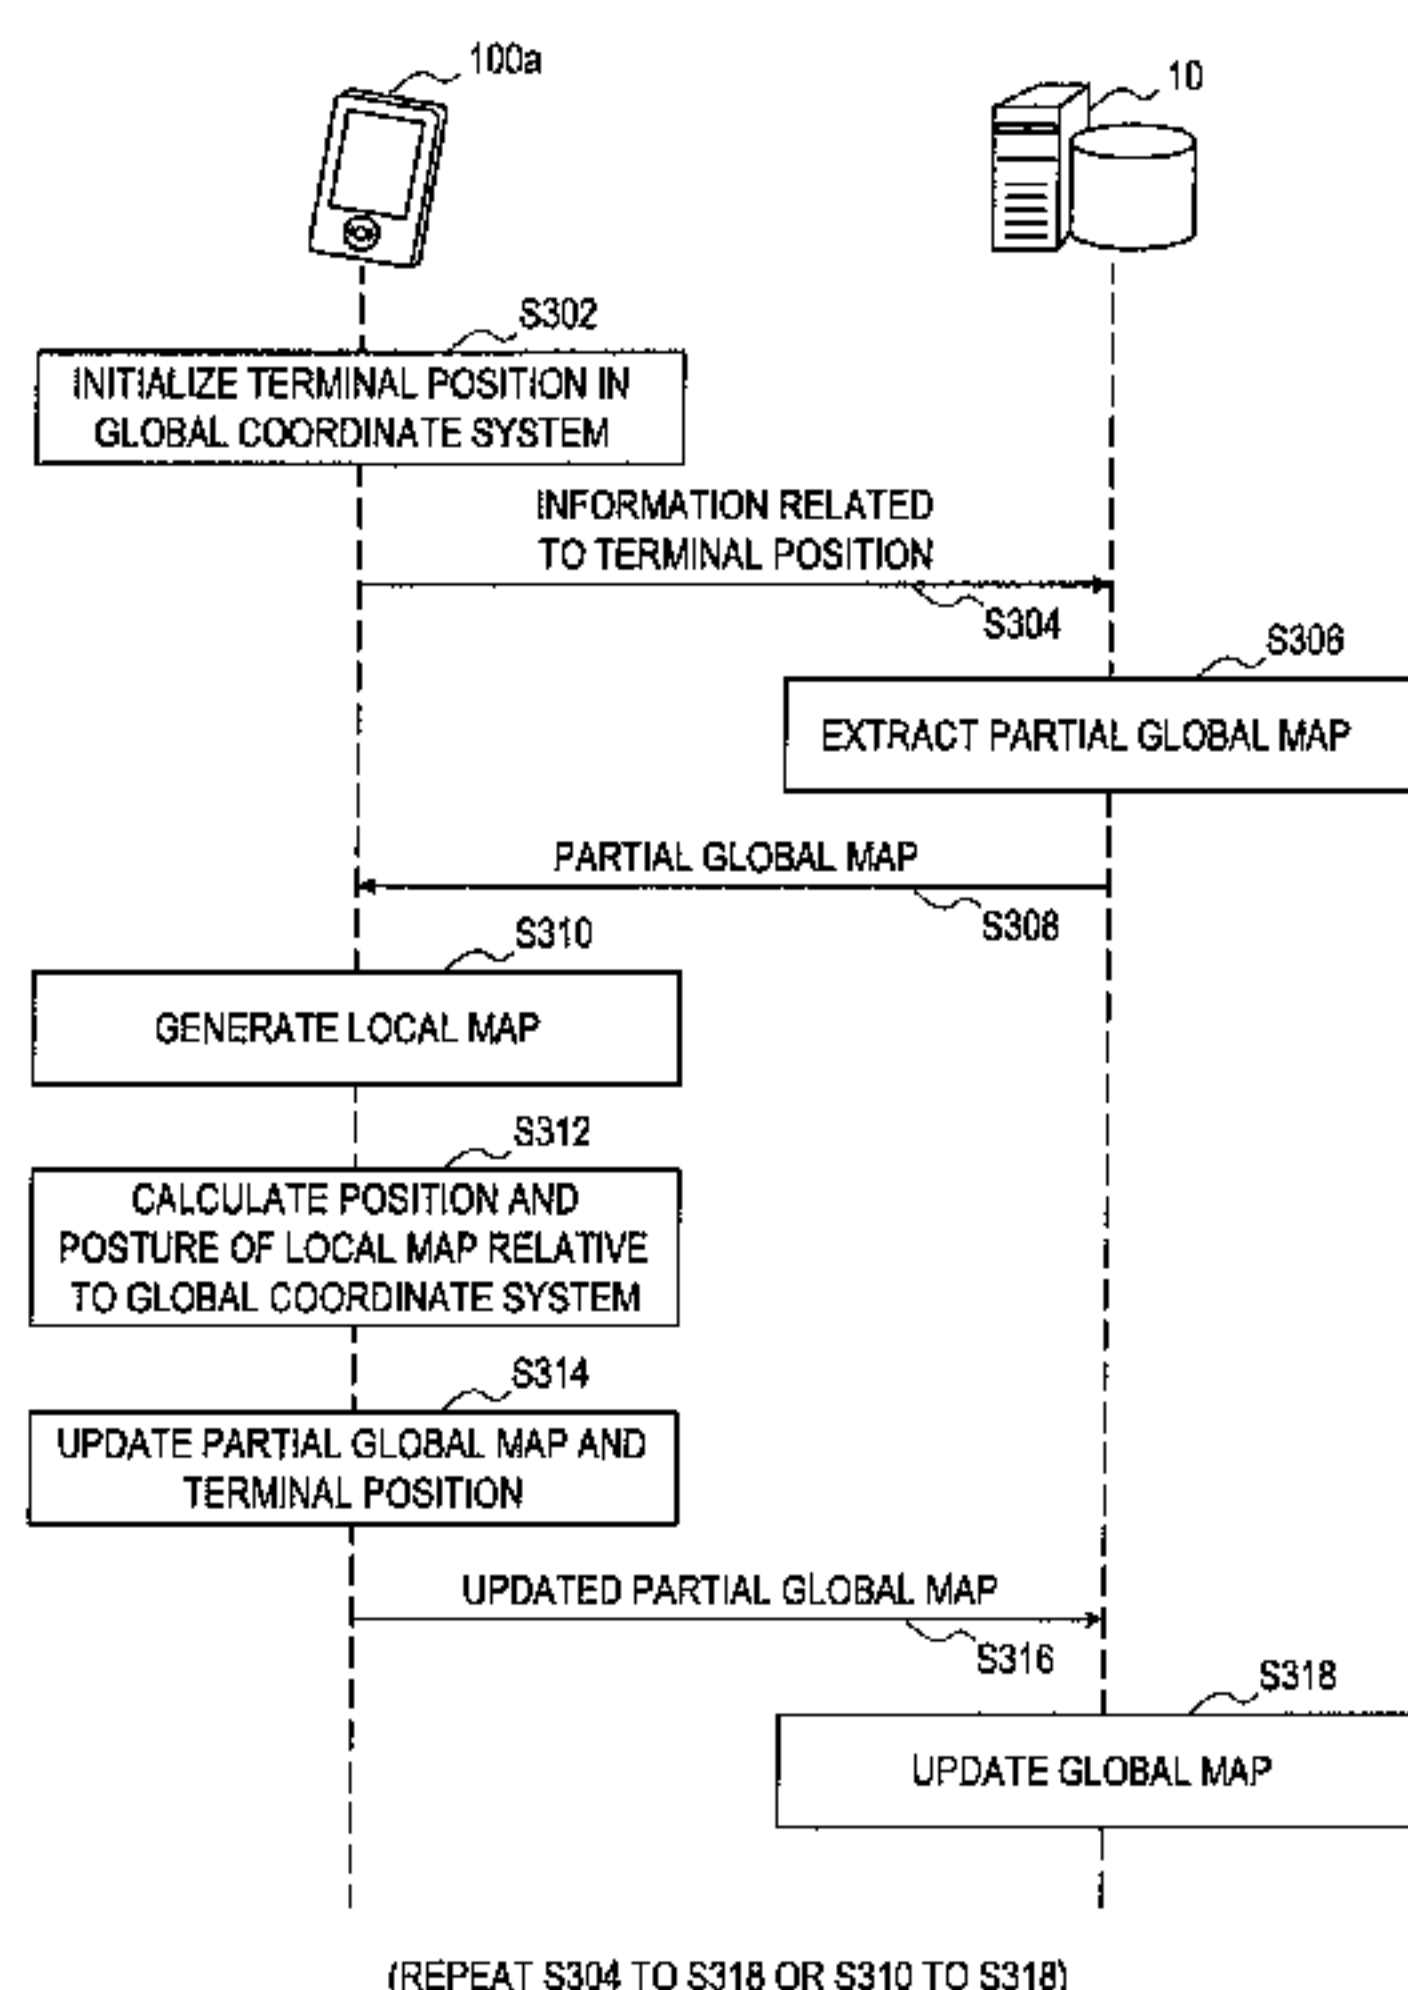 100a
10
S302
INITIALIZE TERMINAL POSITION IN
GLOBAL COORDINATE SYSTEM
INFORMATION RELATED
TO TERMINAL POSITION
S304
S306
EXTRACT PARTIAL GLOBAL MAP
PARTIAL GLOBAL MAP
S308
S310
GENERATE LOCAL MAP
S312
CALCULATE POSITION AND
POSTURE OF LOCAL MAP RELATIVE
TO GLOBAL COORDINATE SYSTEM
S314
UPDATE PARTIAL GLOBAL MAP AND
TERMINAL POSITION
UPDATED PARTIAL GLOBAL MAP
S316
S318
UPDATE GLOBAL MAP
(REPEAT S304 TO S318 OR S310 TO S318)